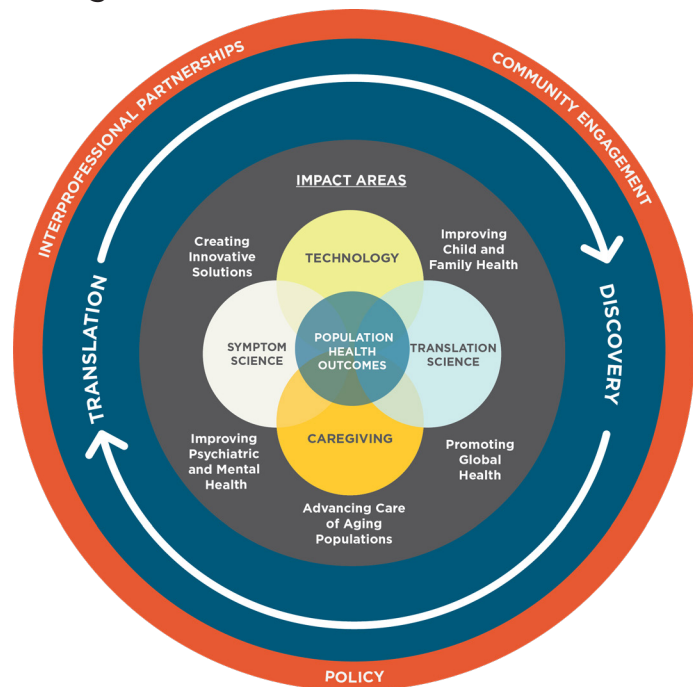 INTERPROFESSIONAL PARTNERSHIPS
COMMUNITY ENGAGEMENT
IMPACT AREAS
Creating
Innovative
Solutions
TECHNOLOGY
Improving
Child and
Family Health
TRANSLATION
SYMPTOM
SCIENCE
POPULATION
HEALTH
OUTCOMES
TRANSLATION
SCIENCE
DISCOVERY
Improving
Psychiatric
and Mental
Health
CAREGIVING
Promoting
Global
Health
Advancing Care
of Aging
Populations
POLICY